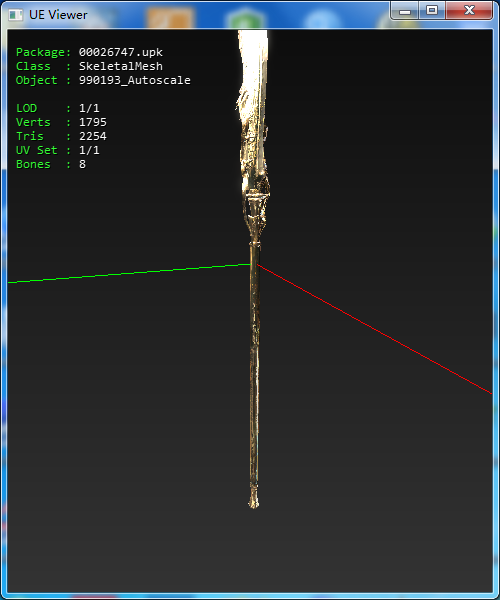 UE Viewer
Package: 00026747.upk
Class  : SkeletalMesh
Object : 990193_Autoscale
LOD    : 1/1
Verts  : 1795
Tris   : 2254
UV Set : 1/1
Bones  : 8